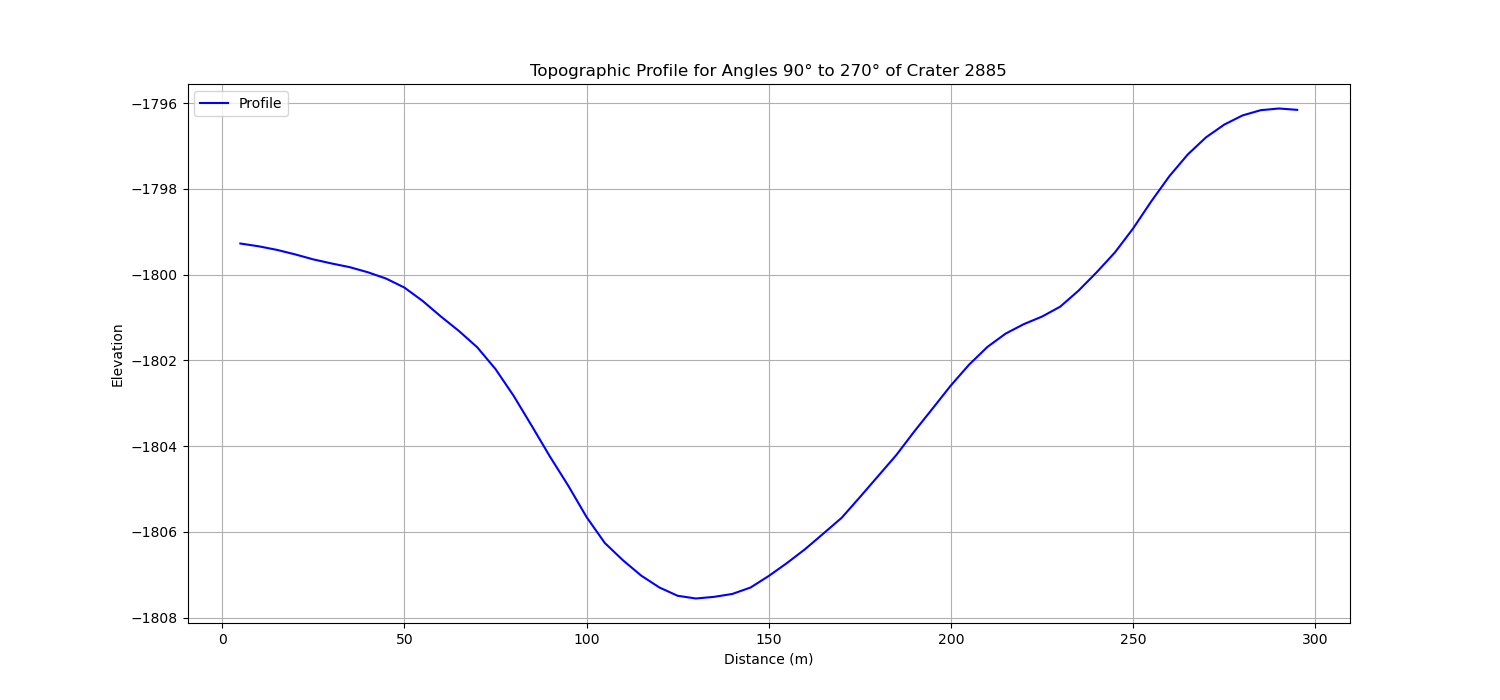 Topographic Profile for Angles 90° to 270° of Crater 2885
Profile
−1796
−1798
−1800
−1802
−1804
−1806
−1808
Elevation
0 50 100 150 200 250 300
Distance (m)